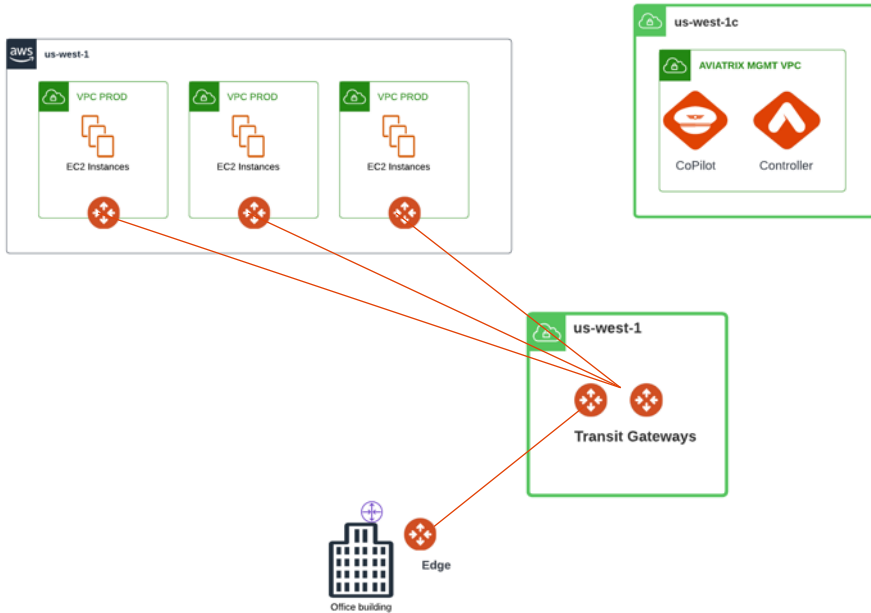 aws
us-west-1
VPC PROD
VPC PROD
VPC PROD
EC2 Instances
EC2 Instances
EC2 Instances
us-west-1c
AVIATRIX MGMT VPC
CoPilot
Controller
us-west-1
Transit Gateways
Edge
Office building